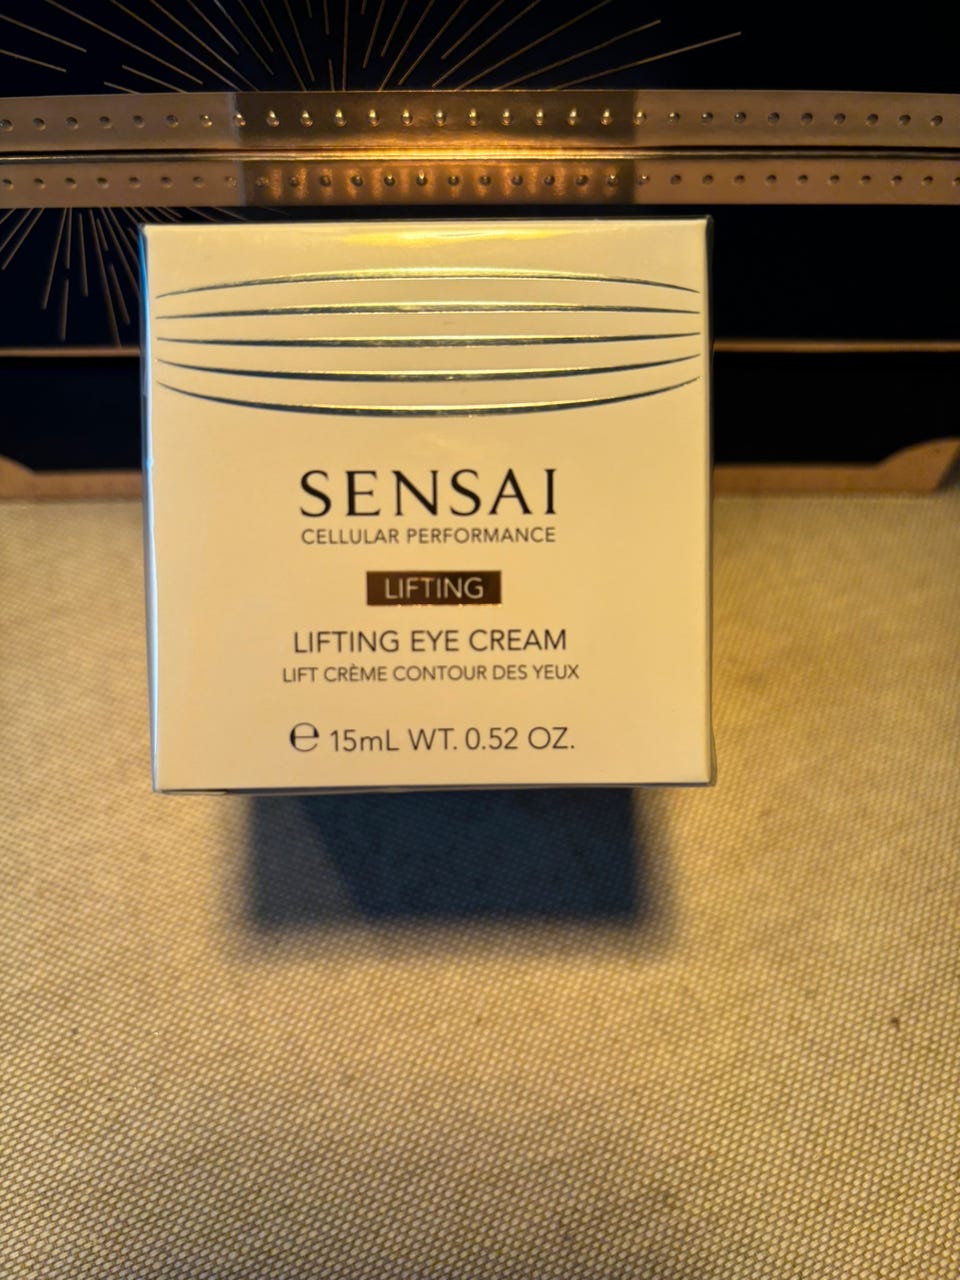 SENSAI
CELLULAR PERFORMANCE
LIFTING
LIFTING EYE CREAM
LIFT CRÈME CONTOUR DES YEUX
℮ 15mL WT. 0.52 OZ.